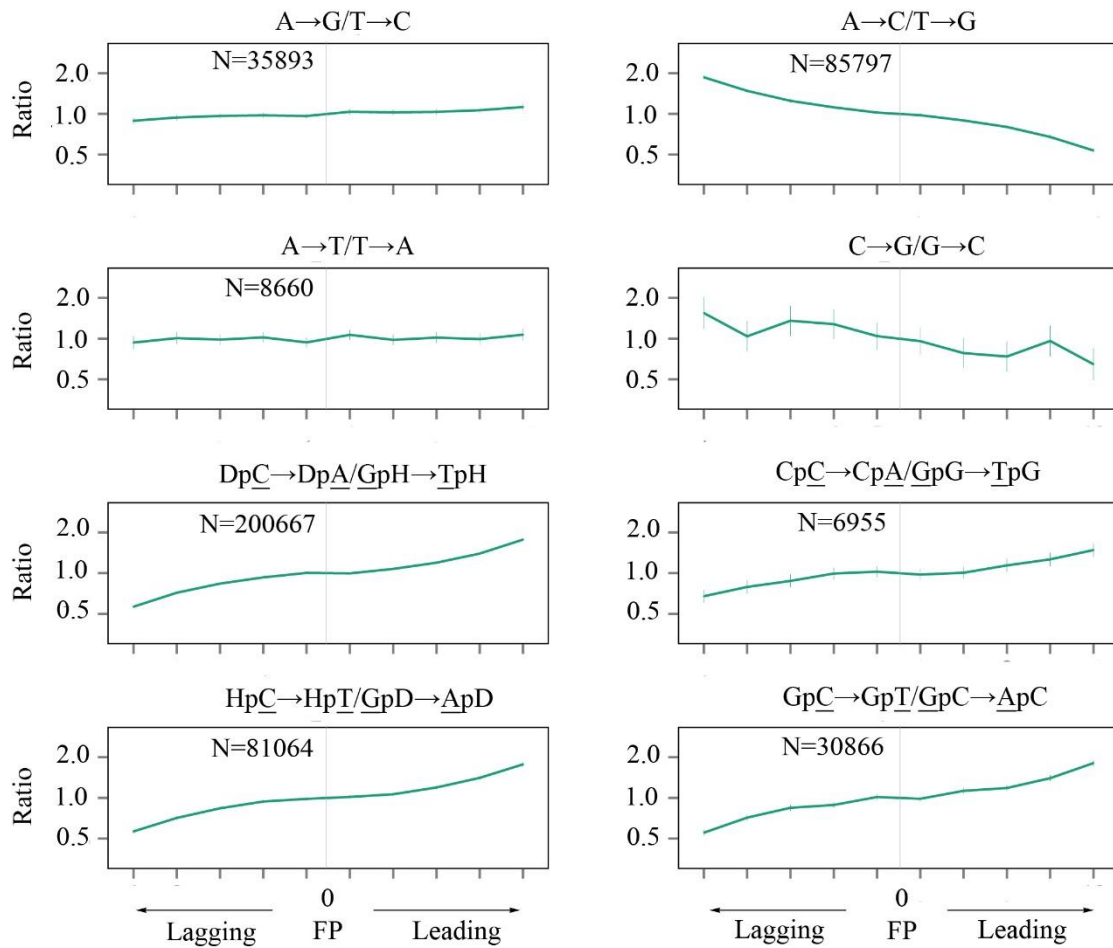 A→G/T→C
A→C/T→G
Ratio
2.0
1.0
0.5
N=35893
2.0
1.0
0.5
N=85797
A→T/T→A
C→G/G→C
2.0
1.0
0.5
N=8660
2.0
1.0
0.5
DpC→DpA/GpH→TpH
CpC→CpA/GpG→TpG
Ratio
2.0
1.0
0.5
N=200667
2.0
1.0
0.5
N=6955
HpC→HpT/GpD→ApD
GpC→GpT/GpC→ApC
Ratio
2.0
1.0
0.5
N=81064
2.0
1.0
0.5
N=30866
0
Lagging FP Leading
0
Lagging FP Leading